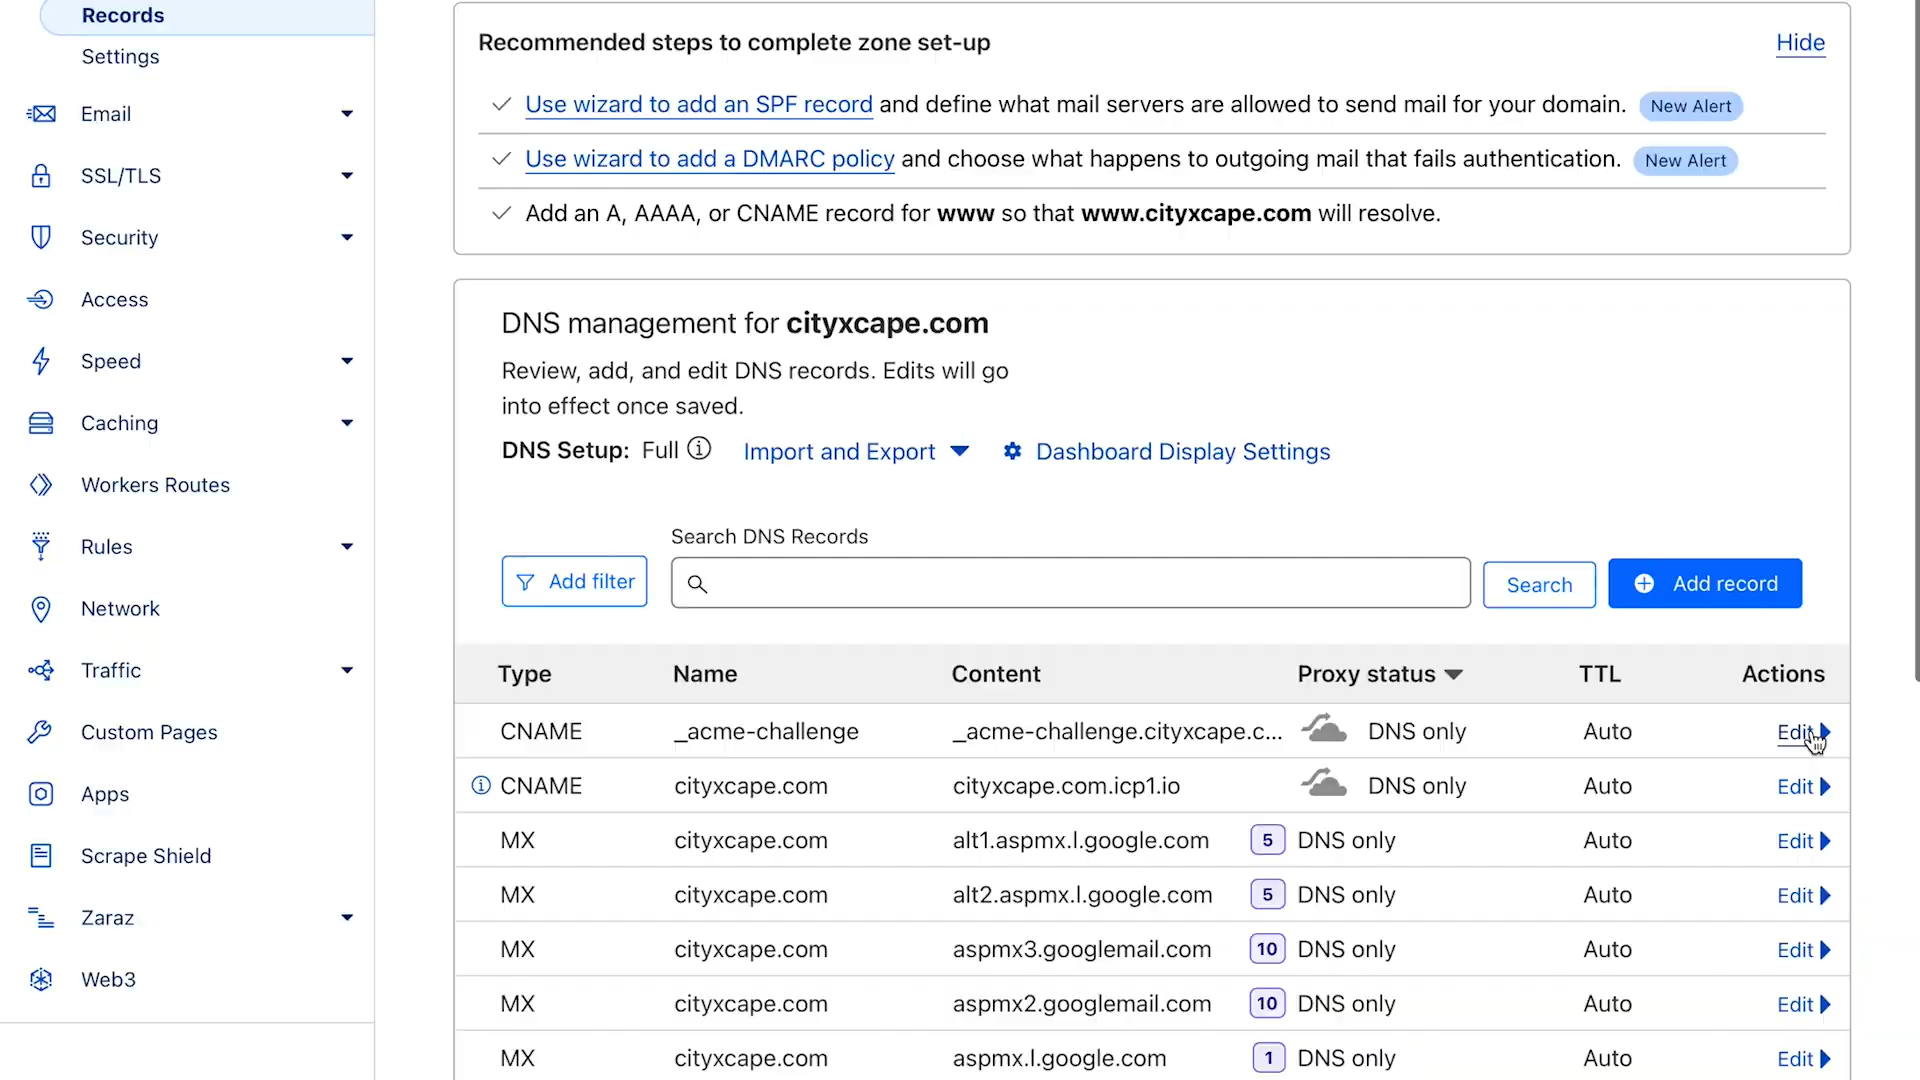 Records
Settings
Email
SSL/TLS
Security
Access
Speed
Caching
Workers Routes
Rules
Network
Traffic
Custom Pages
Apps
Scrape Shield
Zaraz
Web3
Recommended steps to complete zone set-up
Hide
Use wizard to add an SPF record and define what mail servers are allowed to send mail for your domain. New Alert
Use wizard to add a DMARC policy and choose what happens to outgoing mail that fails authentication. New Alert
Add an A, AAAA, or CNAME record for www so that www.cityxcape.com will resolve.
DNS management for cityxcape.com
Review, add, and edit DNS records. Edits will go
into effect once saved.
DNS Setup: Full Import and Export Dashboard Display Settings
Search DNS Records
Add filter Search Add record
Type Name Content Proxy status TTL Actions
CNAME _acme-challenge _acme-challenge.cityxcape.c... DNS only Auto Edit
CNAME cityxcape.com cityxcape.com.icp1.io DNS only Auto Edit
MX cityxcape.com alt1.aspmx.l.google.com 5 DNS only Auto Edit
MX cityxcape.com alt2.aspmx.l.google.com 5 DNS only Auto Edit
MX cityxcape.com aspmx3.googlemail.com 10 DNS only Auto Edit
MX cityxcape.com aspmx2.googlemail.com 10 DNS only Auto Edit
MX cityxcape.com aspmx.l.google.com 1 DNS only Auto Edit